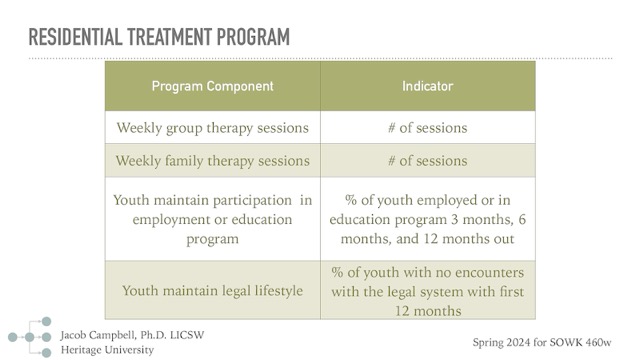 RESIDENTIAL TREATMENT PROGRAM
Program Component
Indicator
Weekly group therapy sessions
# of sessions
Weekly family therapy sessions
# of sessions
Youth maintain participation in
employment or education
program
% of youth employed or in
education program 3 months, 6
months, and 12 months out
Youth maintain legal lifestyle
% of youth with no encounters
with the legal system with first
12 months
Jacob Campbell, Ph.D. LICSW
Heritage University
Spring 2024 for SOWK 460w